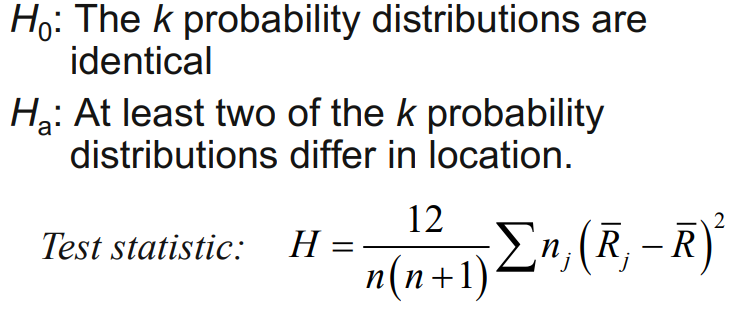 H₀: The k probability distributions are
identical
Hₐ: At least two of the k probability
distributions differ in location.
Test statistic: H = 12 / n(n+1) ∑ nⱼ (R̅ⱼ − R̅)²